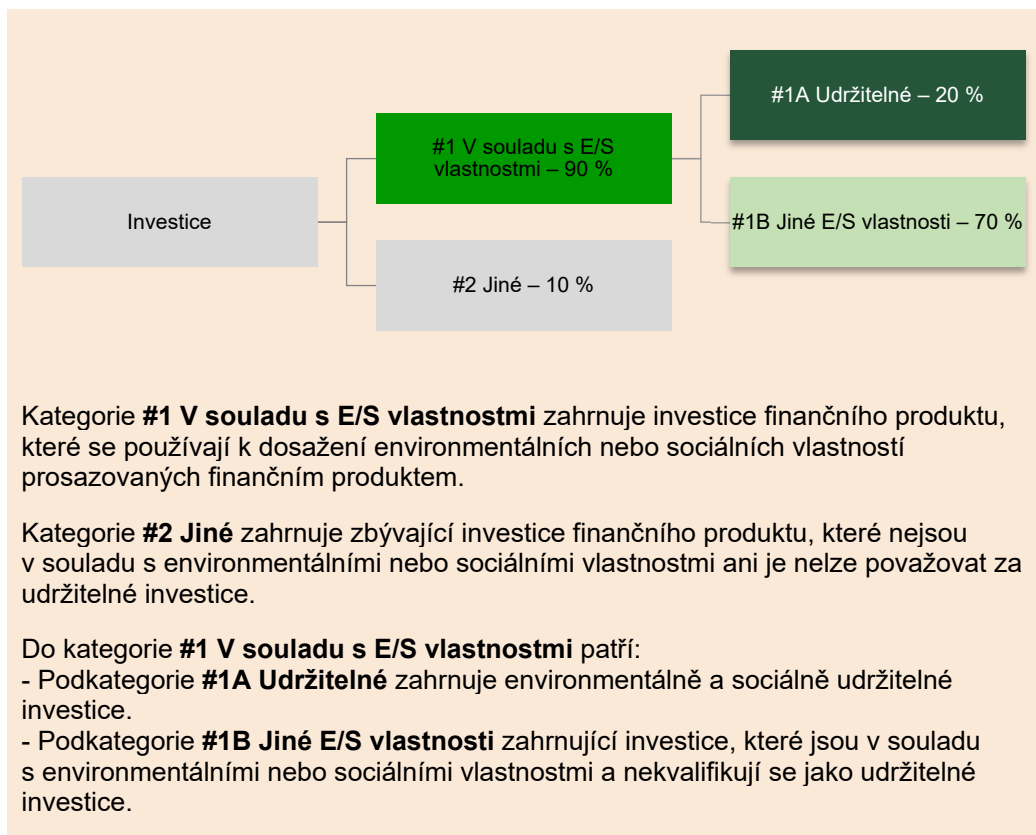 #1A Udržitelné – 20 %
#1 V souladu s E/S
vlastnostmi – 90 %
Investice
#1B Jiné E/S vlastnosti – 70 %
#2 Jiné – 10 %
Kategorie #1 V souladu s E/S vlastnostmi zahrnuje investice finančního produktu,
které se používají k dosažení environmentálních nebo sociálních vlastností
prosazovaných finančním produktem.
Kategorie #2 Jiné zahrnuje zbývající investice finančního produktu, které nejsou
v souladu s environmentálními nebo sociálními vlastnostmi ani je nelze považovat za
udržitelné investice.
Do kategorie #1 V souladu s E/S vlastnostmi patří:
- Podkategorie #1A Udržitelné zahrnuje environmentálně a sociálně udržitelné
investice.
- Podkategorie #1B Jiné E/S vlastnosti zahrnující investice, které jsou v souladu
s environmentálními nebo sociálními vlastnostmi a nekvalifikují se jako udržitelné
investice.